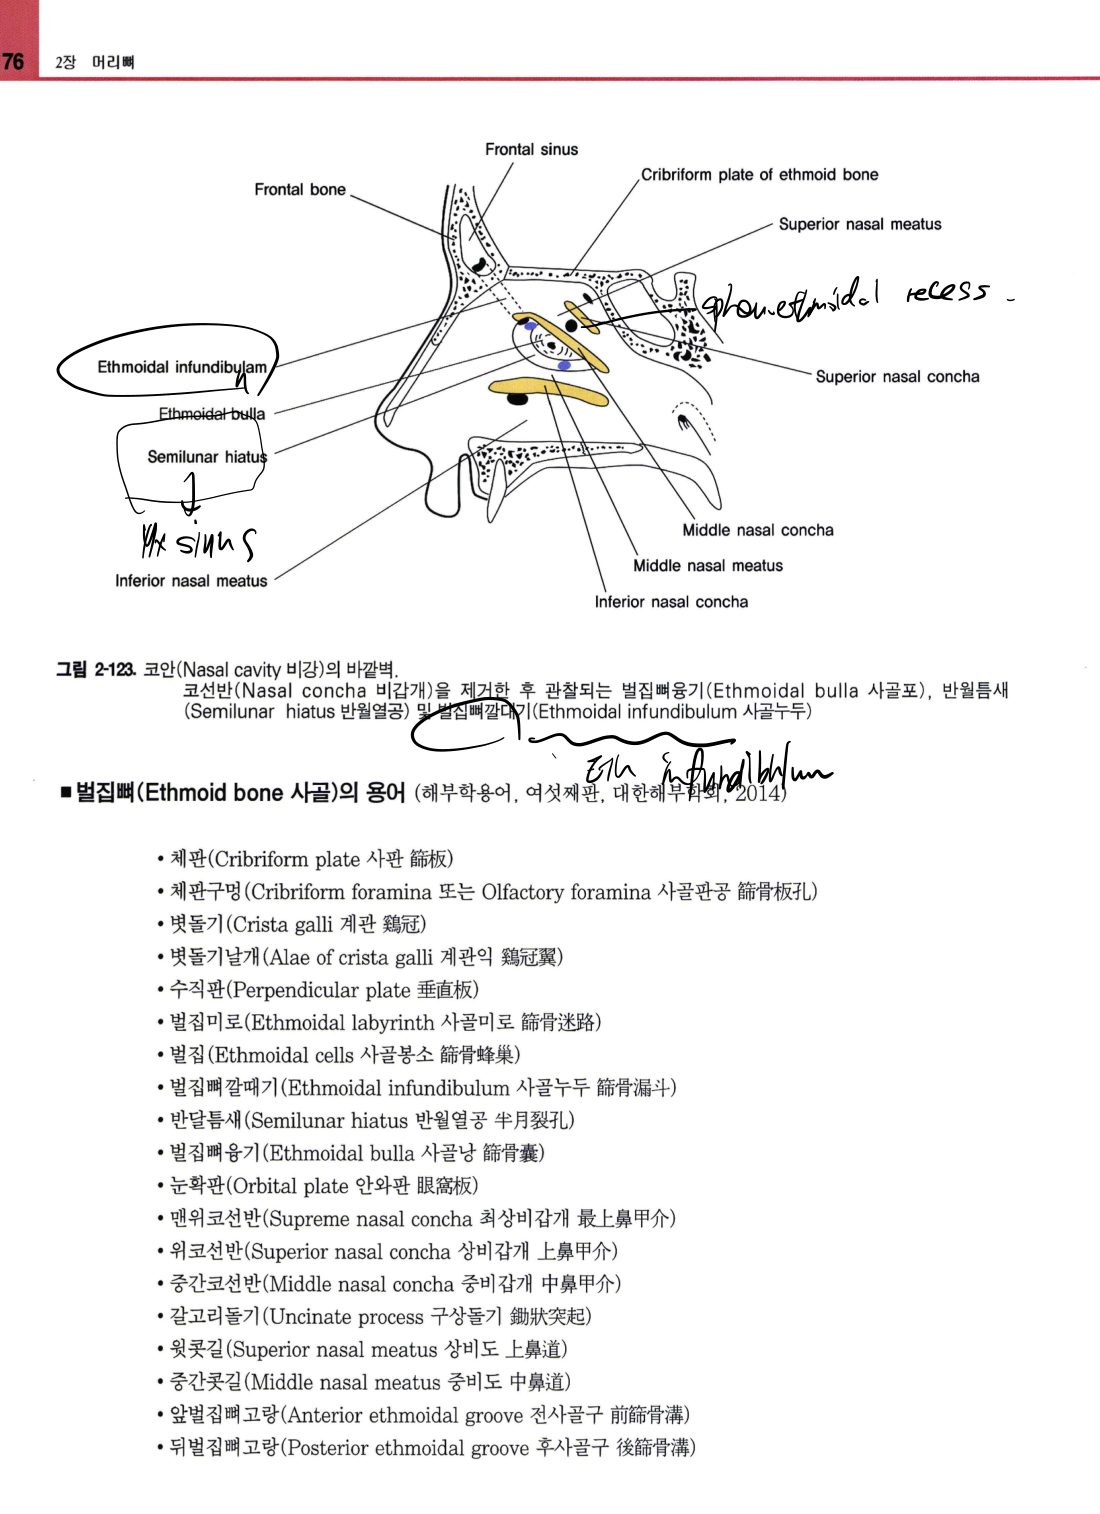 76
2장 머리뼈
Frontal sinus
Frontal bone
Cribriform plate of ethmoid bone
Superior nasal meatus
recess
Ethmoidal infundibulam
Superior nasal concha
Ethmoidal bulla
Semilunar hiatus
Mx sinus
Middle nasal concha
Middle nasal meatus
Inferior nasal meatus
Inferior nasal concha
그림 2-123. 코안(Nasal cavity 비강)의 바깥벽.
코선반(Nasal concha 비갑개)을 제거한 후 관찰되는 벌집뼈융기(Ethmoidal bulla 사골포), 반월틈새
(Semilunar hiatus 반월열공) 및 벌집뼈깔대기(Ethmoidal infundibulum 사골누두)
Eth infundibulum
■ 벌집뼈(Ethmoid bone 사골)의 용어 (해부학용어, 여섯째판, 대한해부학회, 2014)
• 체판(Cribriform plate 사판 篩板)
• 체판구멍(Cribriform foramina 또는 Olfactory foramina 사골판공 篩骨板孔)
• 볏돌기(Crista galli 계관 鷄冠)
• 볏돌기날개(Alae of crista galli 계관익 鷄冠翼)
• 수직판(Perpendicular plate 垂直板)
• 벌집미로(Ethmoidal labyrinth 사골미로 篩骨迷路)
• 벌집(Ethmoidal cells 사골봉소 篩骨蜂巢)
• 벌집뼈깔때기(Ethmoidal infundibulum 사골누두 篩骨漏斗)
• 반달틈새(Semilunar hiatus 반월열공 半月裂孔)
• 벌집뼈융기(Ethmoidal bulla 사골낭 篩骨囊)
• 눈확판(Orbital plate 안와판 眼窩板)
• 맨위코선반(Supreme nasal concha 최상비갑개 最上鼻甲介)
• 위코선반(Superior nasal concha 상비갑개 上鼻甲介)
• 중간코선반(Middle nasal concha 중비갑개 中鼻甲介)
• 갈고리돌기(Uncinate process 구상돌기 鋤狀突起)
• 윗콧길(Superior nasal meatus 상비도 上鼻道)
• 중간콧길(Middle nasal meatus 중비도 中鼻道)
• 앞벌집뼈고랑(Anterior ethmoidal groove 전사골구 前篩骨溝)
• 뒤벌집뼈고랑(Posterior ethmoidal groove 후사골구 後篩骨溝)